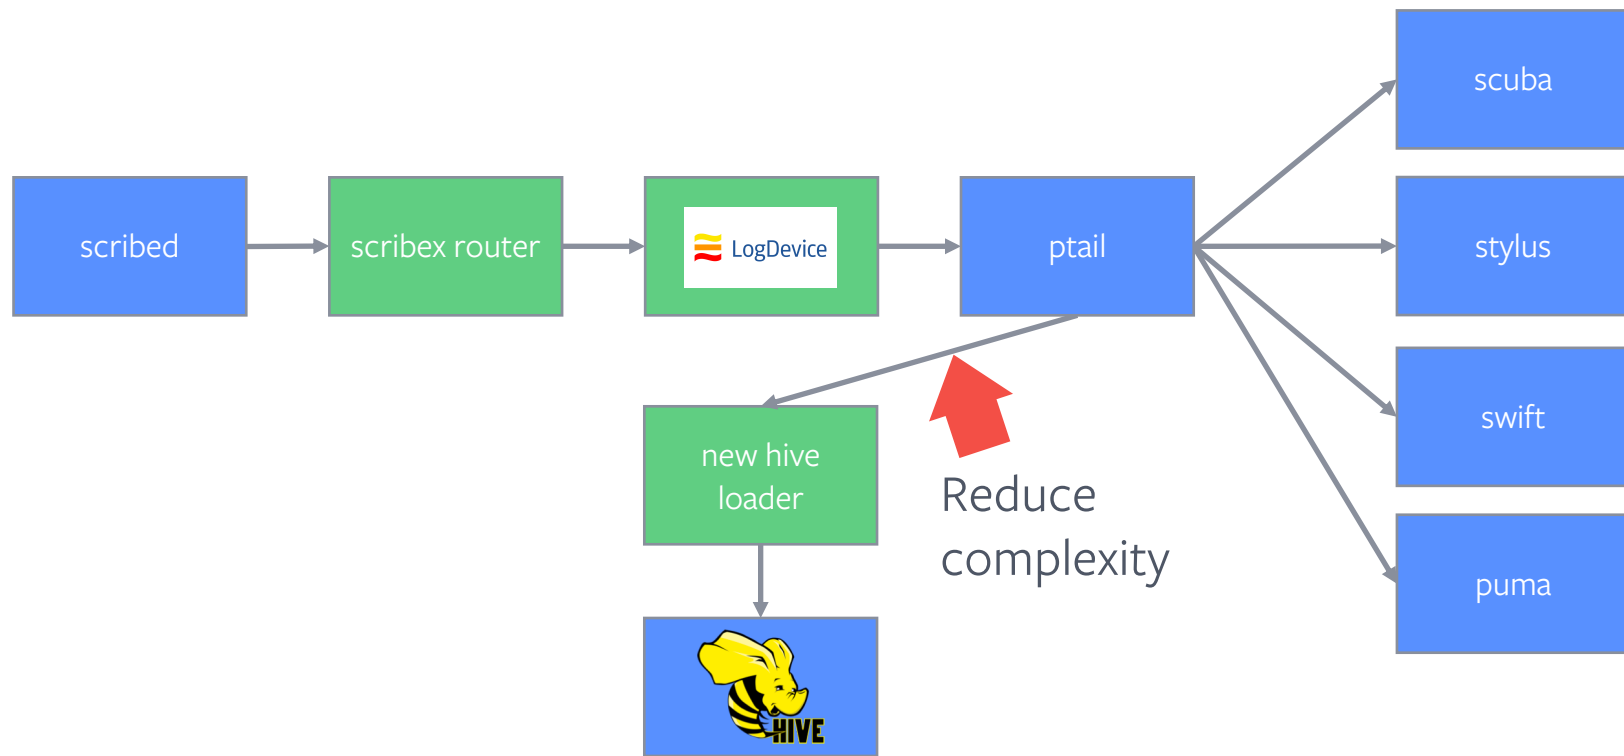 scuba
scribed
scribex router
LogDevice
ptail
stylus
new hive
loader
Reduce
complexity
swift
puma
HIVE